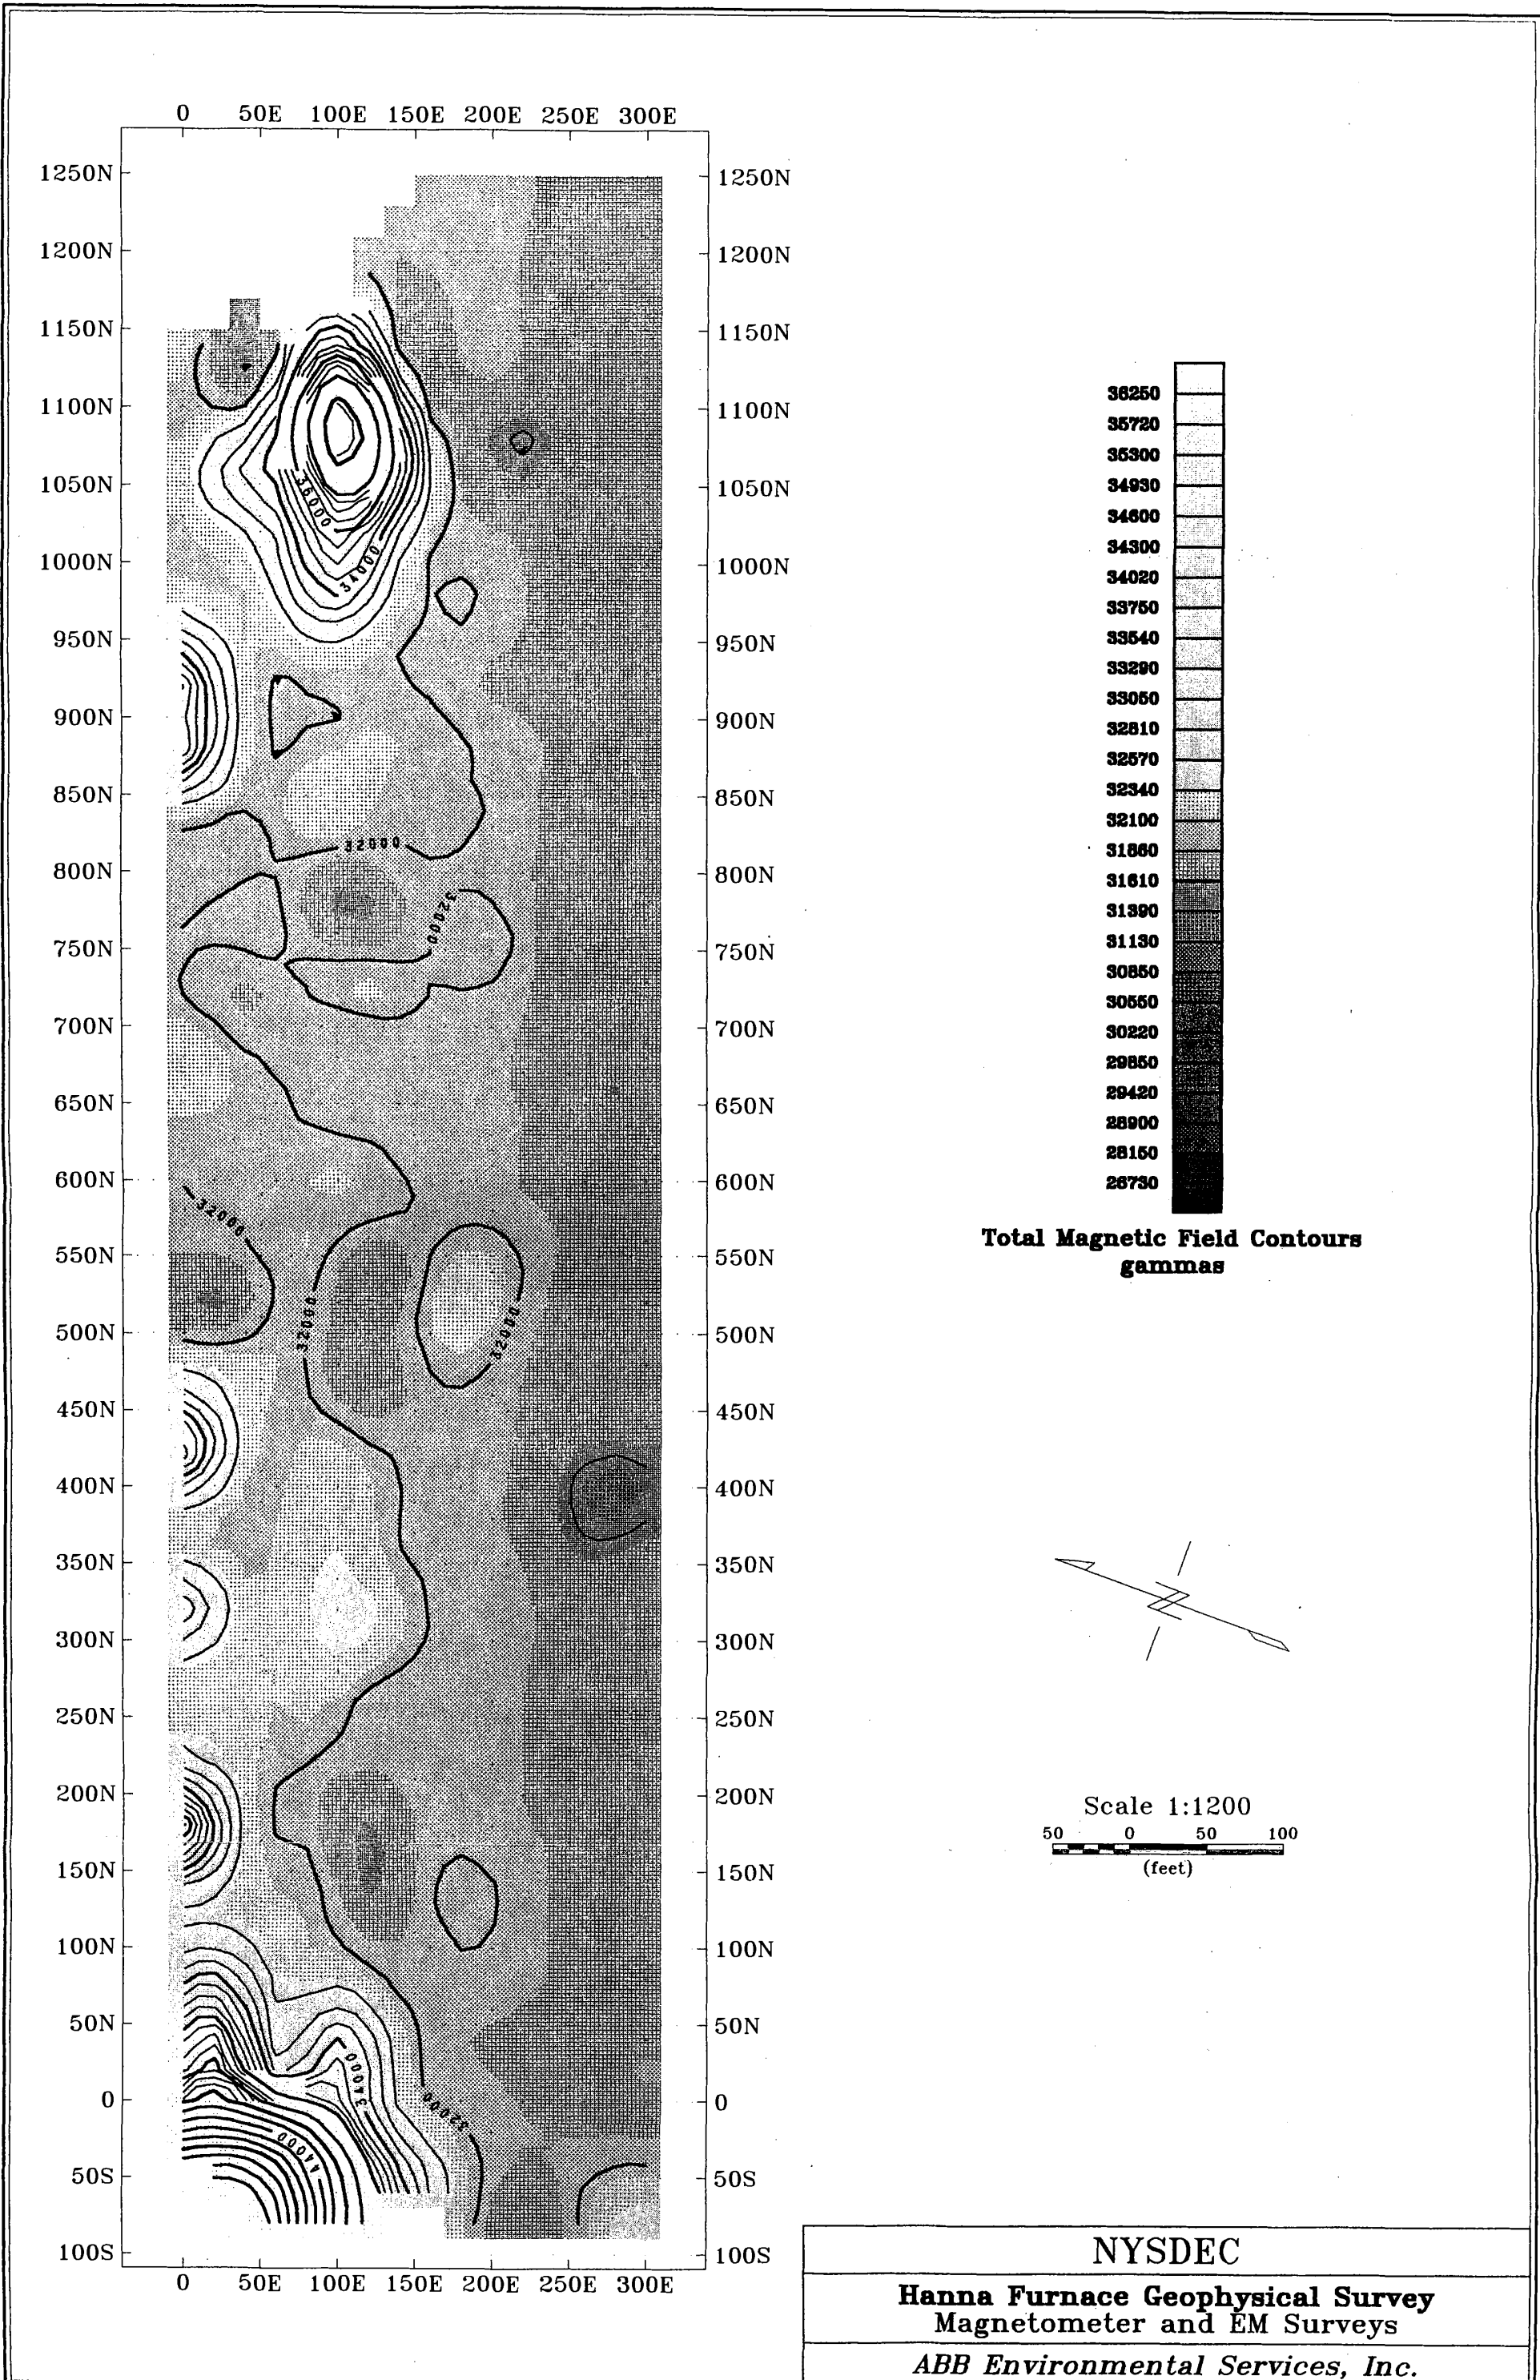 0 50E 100E 150E 200E 250E 300E
1250N 1250N
1200N 1200N
1150N 1150N
1100N 1100N
1050N 1050N
1000N 1000N
950N 950N
900N 900N
850N 850N
800N 800N
750N 750N
700N 700N
650N 650N
600N 600N
550N 550N
500N 500N
450N 450N
400N 400N
350N 350N
300N 300N
250N 250N
200N 200N
150N 150N
100N 100N
50N 50N
0 0
50S 50S
100S 100S
0 50E 100E 150E 200E 250E 300E
36000
34000
32000
32000
32000
32000
32000
34000
32000
44000
36250
35720
35300
34930
34600
34300
34020
33750
33540
33290
33050
32810
32570
32340
32100
31860
31610
31390
31130
30850
30550
30220
29850
29420
28900
28150
26730
Total Magnetic Field Contours
gammas
Scale 1:1200
50 0 50 100
(feet)
NYSDEC
Hanna Furnace Geophysical Survey
Magnetometer and EM Surveys
ABB Environmental Services, Inc.